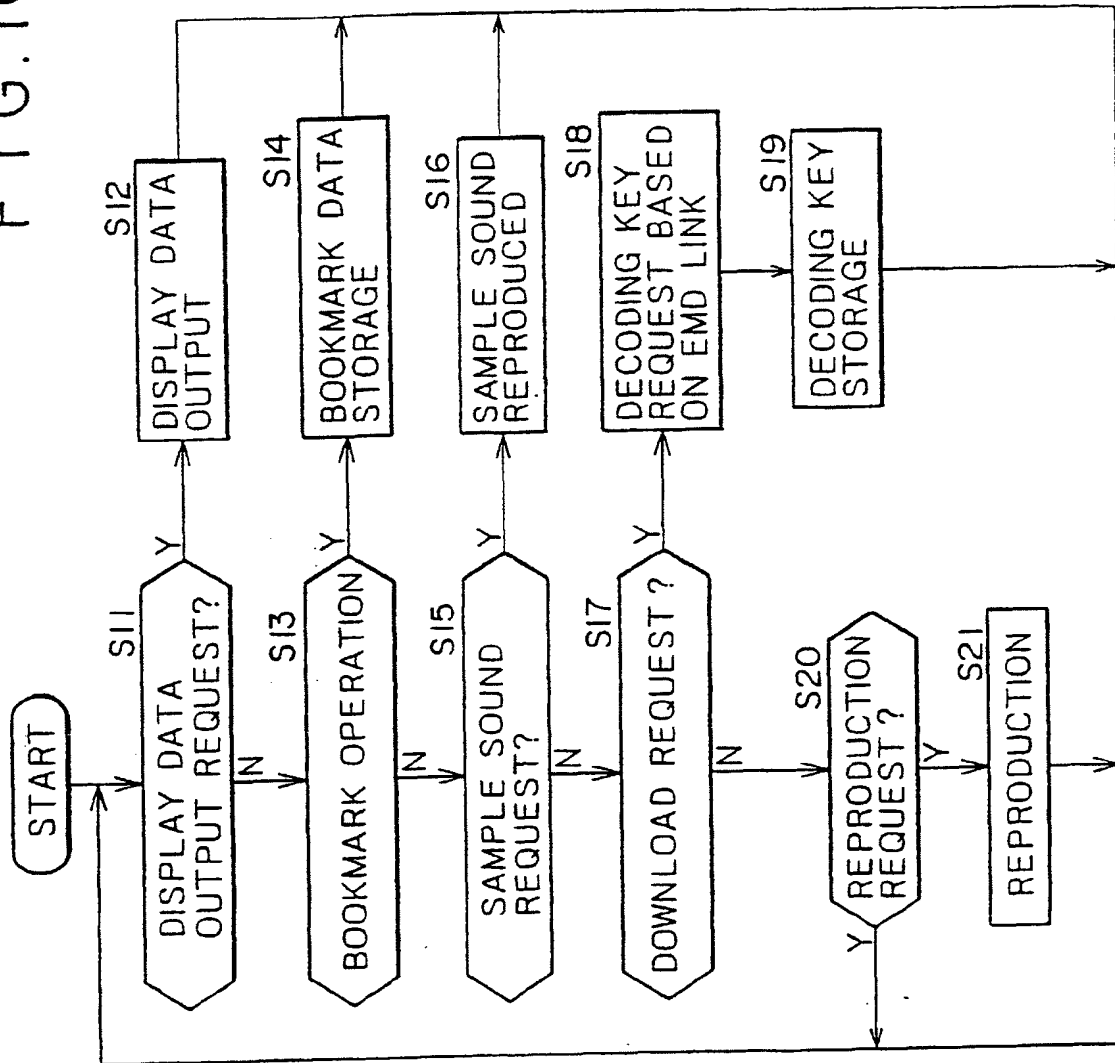 FIG.10
START
S11
DISPLAY DATA
OUTPUT REQUEST?
Y
N
S12
DISPLAY DATA
OUTPUT
S13
BOOKMARK OPERATION
Y
N
S14
BOOKMARK DATA
STORAGE
S15
SAMPLE SOUND
REQUEST?
Y
N
S16
SAMPLE SOUND
REPRODUCED
S17
DOWNLOAD REQUEST?
Y
N
S18
DECODING KEY
REQUEST BASED
ON EMD LINK
S19
DECODING KEY
STORAGE
S20
REPRODUCTION
REQUEST?
Y
Y
S21
REPRODUCTION